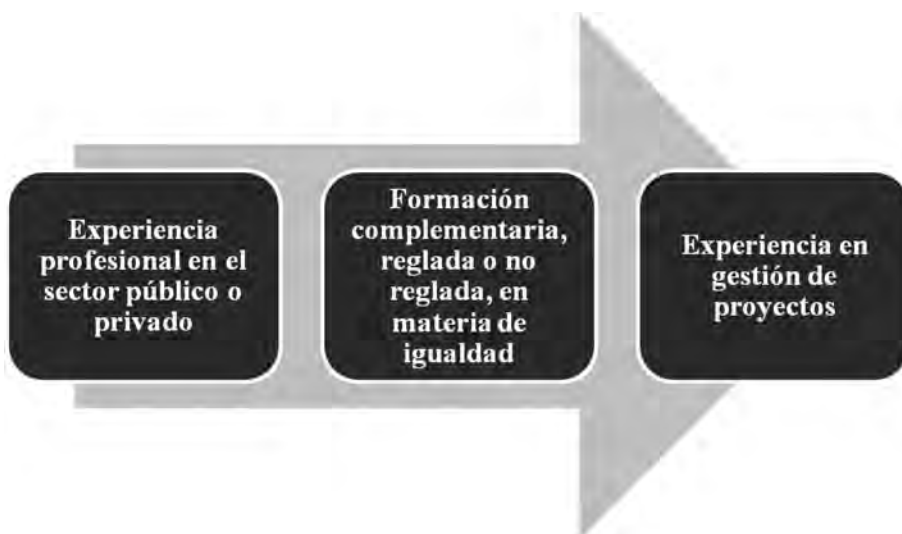 Experiencia
profesional en el
sector público o
privado
Formación
complementaria,
reglada o no
reglada, en
materia de
igualdad
Experiencia en
gestión de
proyectos